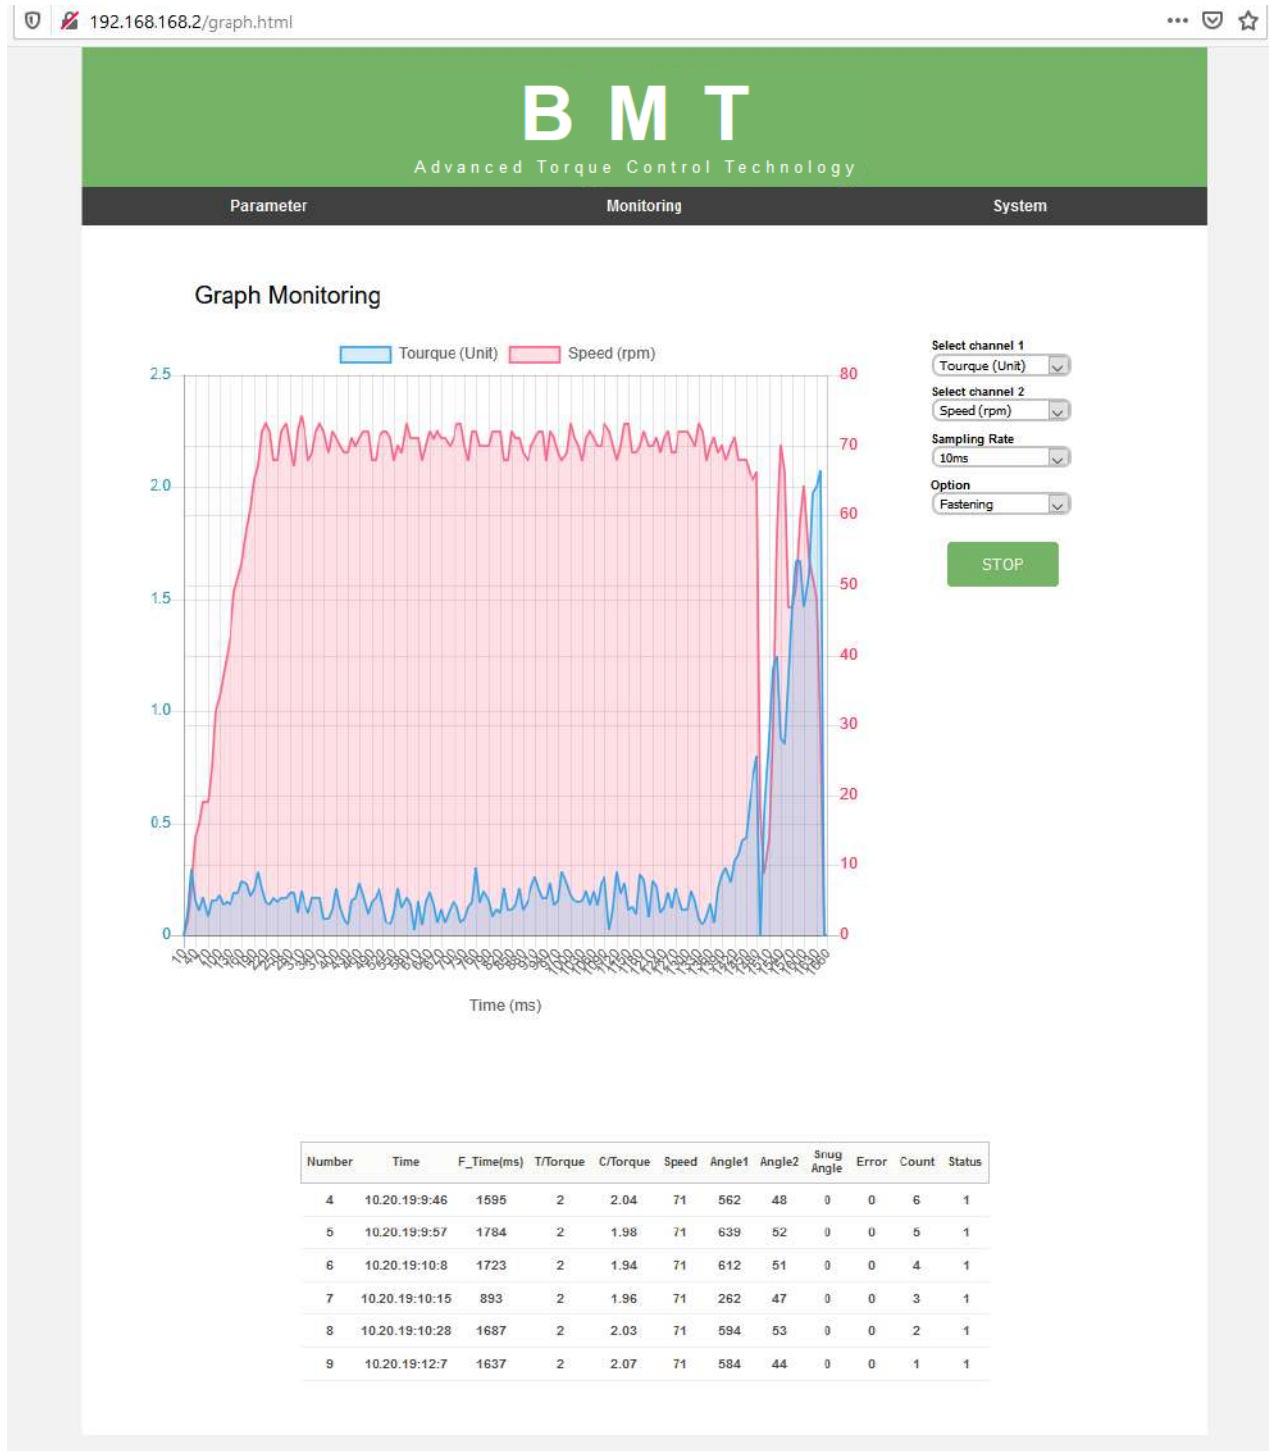 192.168.168.2/graph.html
B M T
Advanced Torque Control Technology
Parameter Monitoring System
Graph Monitoring
Tourque (Unit) Speed (rpm)
Select channel 1
Tourque (Unit)
Select channel 2
Speed (rpm)
Sampling Rate
10ms
Option
Fastening
STOP
2.5 80
70
2.0
60
1.5 50
40
1.0
30
20
0.5
10
0 0
Time (ms)
Number Time F_Time(ms) T/Torque C/Torque Speed Angle1 Angle2 Snug Angle Error Count Status
4 10.20.19:9:46 1595 2 2.04 71 562 48 0 0 6 1
5 10.20.19:9:57 1784 2 1.98 71 639 52 0 0 5 1
6 10.20.19:10:8 1723 2 1.94 71 612 51 0 0 4 1
7 10.20.19:10:15 893 2 1.96 71 262 47 0 0 3 1
8 10.20.19:10:28 1687 2 2.03 71 594 53 0 0 2 1
9 10.20.19:12:7 1637 2 2.07 71 584 44 0 0 1 1